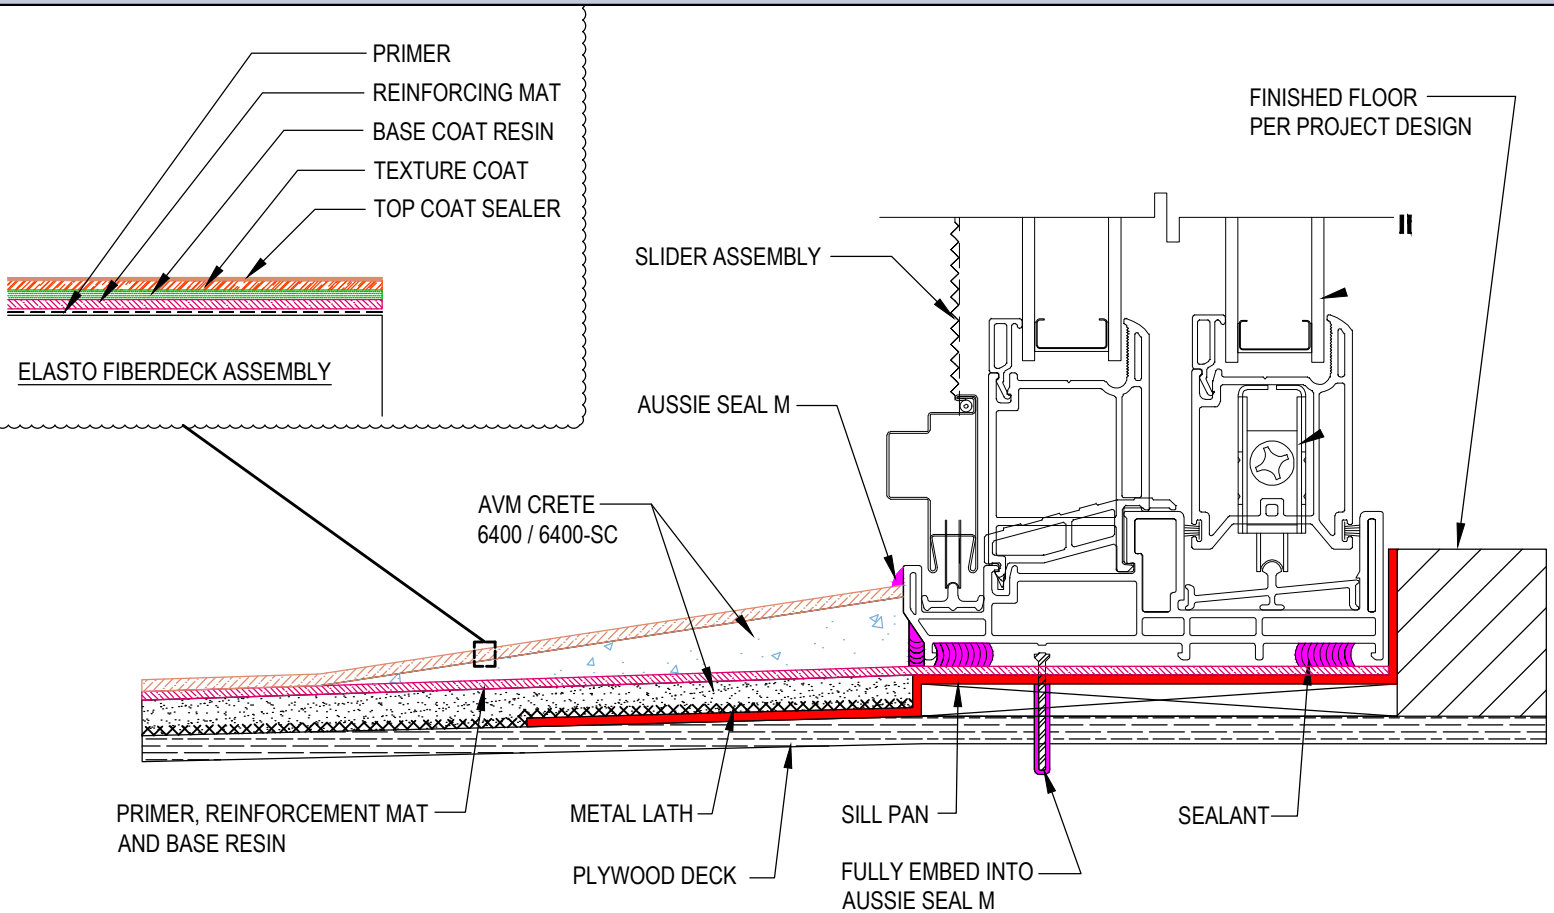 PRIMER
REINFORCING MAT
BASE COAT RESIN
TEXTURE COAT
TOP COAT SEALER
ELASTO FIBERDECK ASSEMBLY
FINISHED FLOOR
PER PROJECT DESIGN
SLIDER ASSEMBLY
AUSSIE SEAL M
AVM CRETE
6400 / 6400-SC
PRIMER, REINFORCEMENT MAT
AND BASE RESIN
METAL LATH
PLYWOOD DECK
SILL PAN
FULLY EMBED INTO
AUSSIE SEAL M
SEALANT